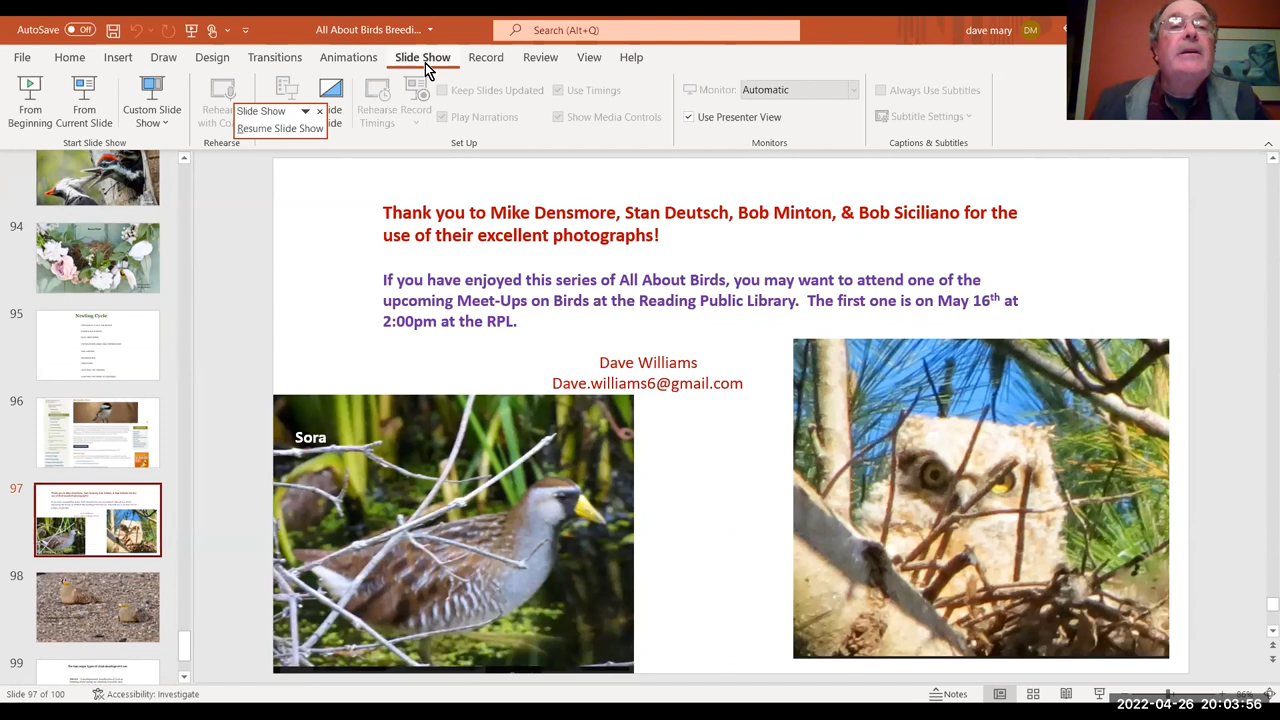 AutoSave Off
All About Birds Breedi...
Search (Alt+Q)
dave mary DM
File Home Insert Draw Design Transitions Animations Slide Show Record Review View Help
From Beginning
From Current Slide
Custom Slide Show
Slide Show
Resume Slide Show
Rehearse Timings
Record
Keep Slides Updated
Play Narrations
Use Timings
Show Media Controls
Monitor: Automatic
Use Presenter View
Always Use Subtitles
Subtitle Settings
Start Slide Show
Rehearse
Set Up
Monitors
Captions & Subtitles
94
95
Nesting Cycle
96
97
98
99
Thank you to Mike Densmore, Stan Deutsch, Bob Minton, & Bob Siciliano for the
use of their excellent photographs!
If you have enjoyed this series of All About Birds, you may want to attend one of the
upcoming Meet-Ups on Birds at the Reading Public Library. The first one is on May 16th at
2:00pm at the RPL.
Dave Williams
Dave.williams6@gmail.com
Sora
Slide 97 of 100
Accessibility: Investigate
Notes
86%
2022-04-26 20:03:56